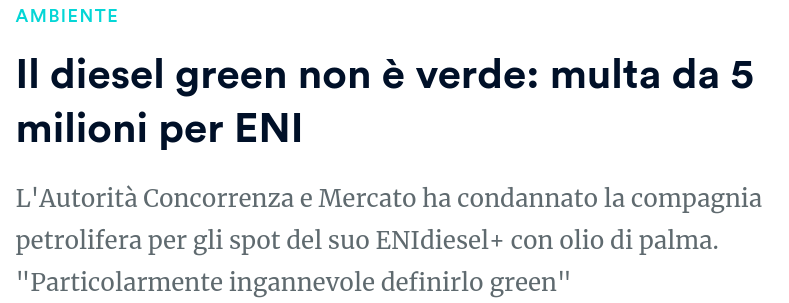 AMBIENTE
Il diesel green non è verde: multa da 5
milioni per ENI
L'Autorità Concorrenza e Mercato ha condannato la compagnia
petrolifera per gli spot del suo ENIdiesel+ con olio di palma.
"Particolarmente ingannevole definirlo green"